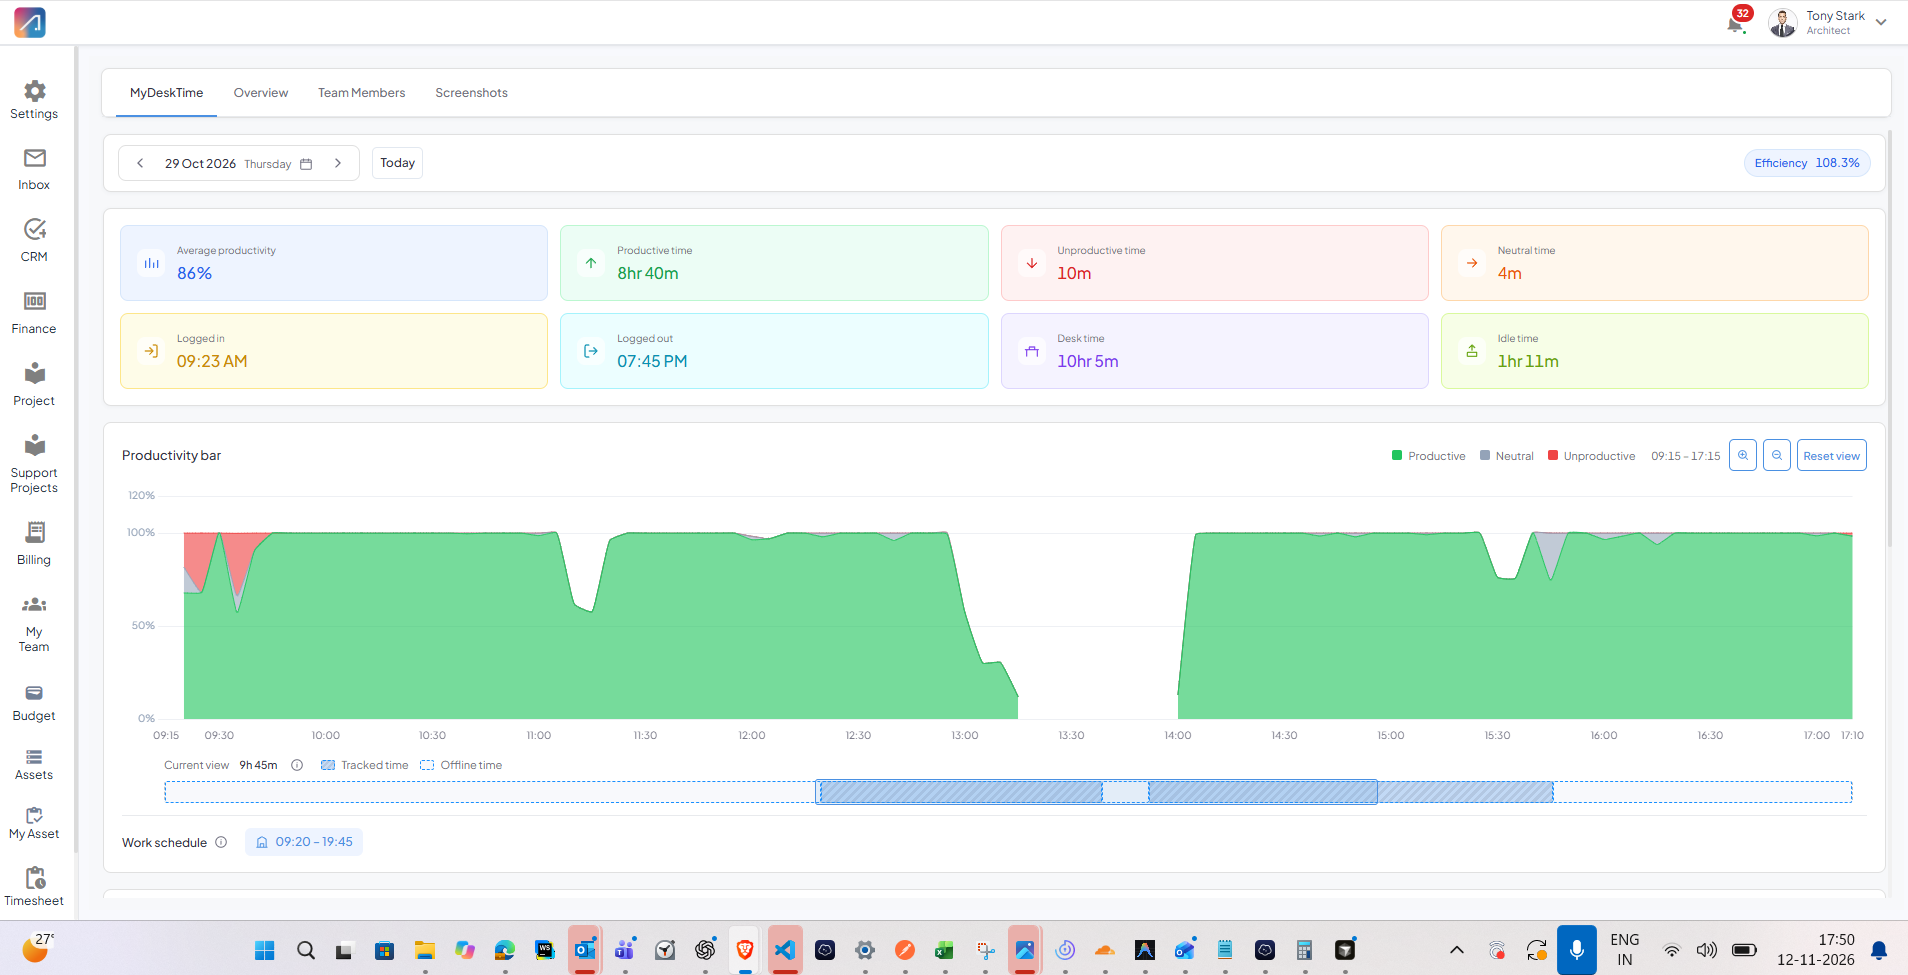 32
Tony Stark
Architect
Settings
Inbox
CRM
Finance
Project
Support
Projects
Billing
My
Team
Budget
Assets
My Asset
Timesheet
MyDeskTime Overview Team Members Screenshots
29 Oct 2026 Thursday Today
Efficiency 108.3%
Average productivity
86%
Productive time
8hr 40m
Unproductive time
10m
Neutral time
4m
Logged in
09:23 AM
Logged out
07:45 PM
Desk time
10hr 5m
Idle time
1hr 11m
Productivity bar
Productive Neutral Unproductive 09:15 – 17:15 Reset view
120%
100%
50%
0%
09:15 09:30 10:00 10:30 11:00 11:30 12:00 12:30 13:00 13:30 14:00 14:30 15:00 15:30 16:00 16:30 17:00 17:10
Current view 9h 45m Tracked time Offline time
Work schedule 09:20 – 19:45
27°
WS
ENG
IN
17:50
12-11-2026